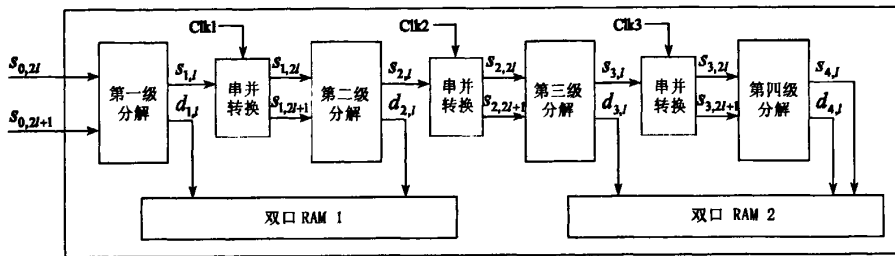 Clk1
Clk2
Clk3
s0,2l
s0,2l+1
第一级
分解
s1,l
d1,l
串并
转换
s1,2l
s1,2l+1
第二级
分解
s2,l
d2,l
串并
转换
s2,2l
s2,2l+1
第三级
分解
s3,l
d3,l
串并
转换
s3,2l
s3,2l+1
第四级
分解
s4,l
d4,l
双口 RAM 1
双口 RAM 2